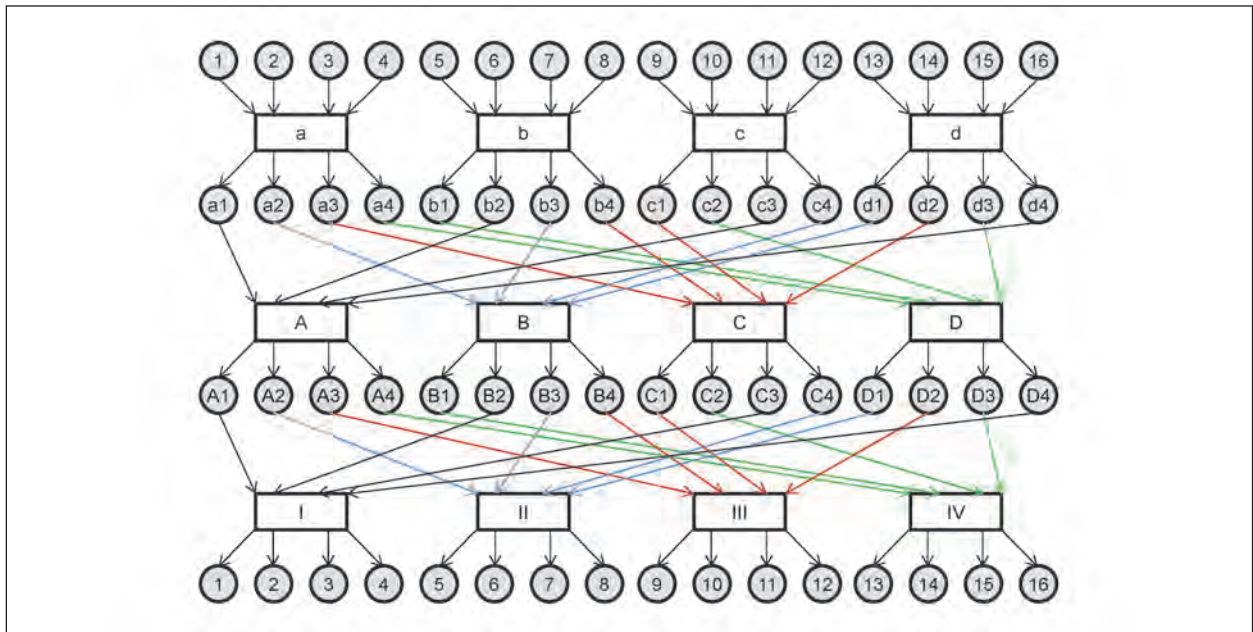 1 2 3 4 5 6 7 8 9 10 11 12 13 14 15 16
a b c d
a1 a2 a3 a4 b1 b2 b3 b4 c1 c2 c3 c4 d1 d2 d3 d4
A B C D
A1 A2 A3 A4 B1 B2 B3 B4 C1 C2 C3 C4 D1 D2 D3 D4
I II III IV
1 2 3 4 5 6 7 8 9 10 11 12 13 14 15 16